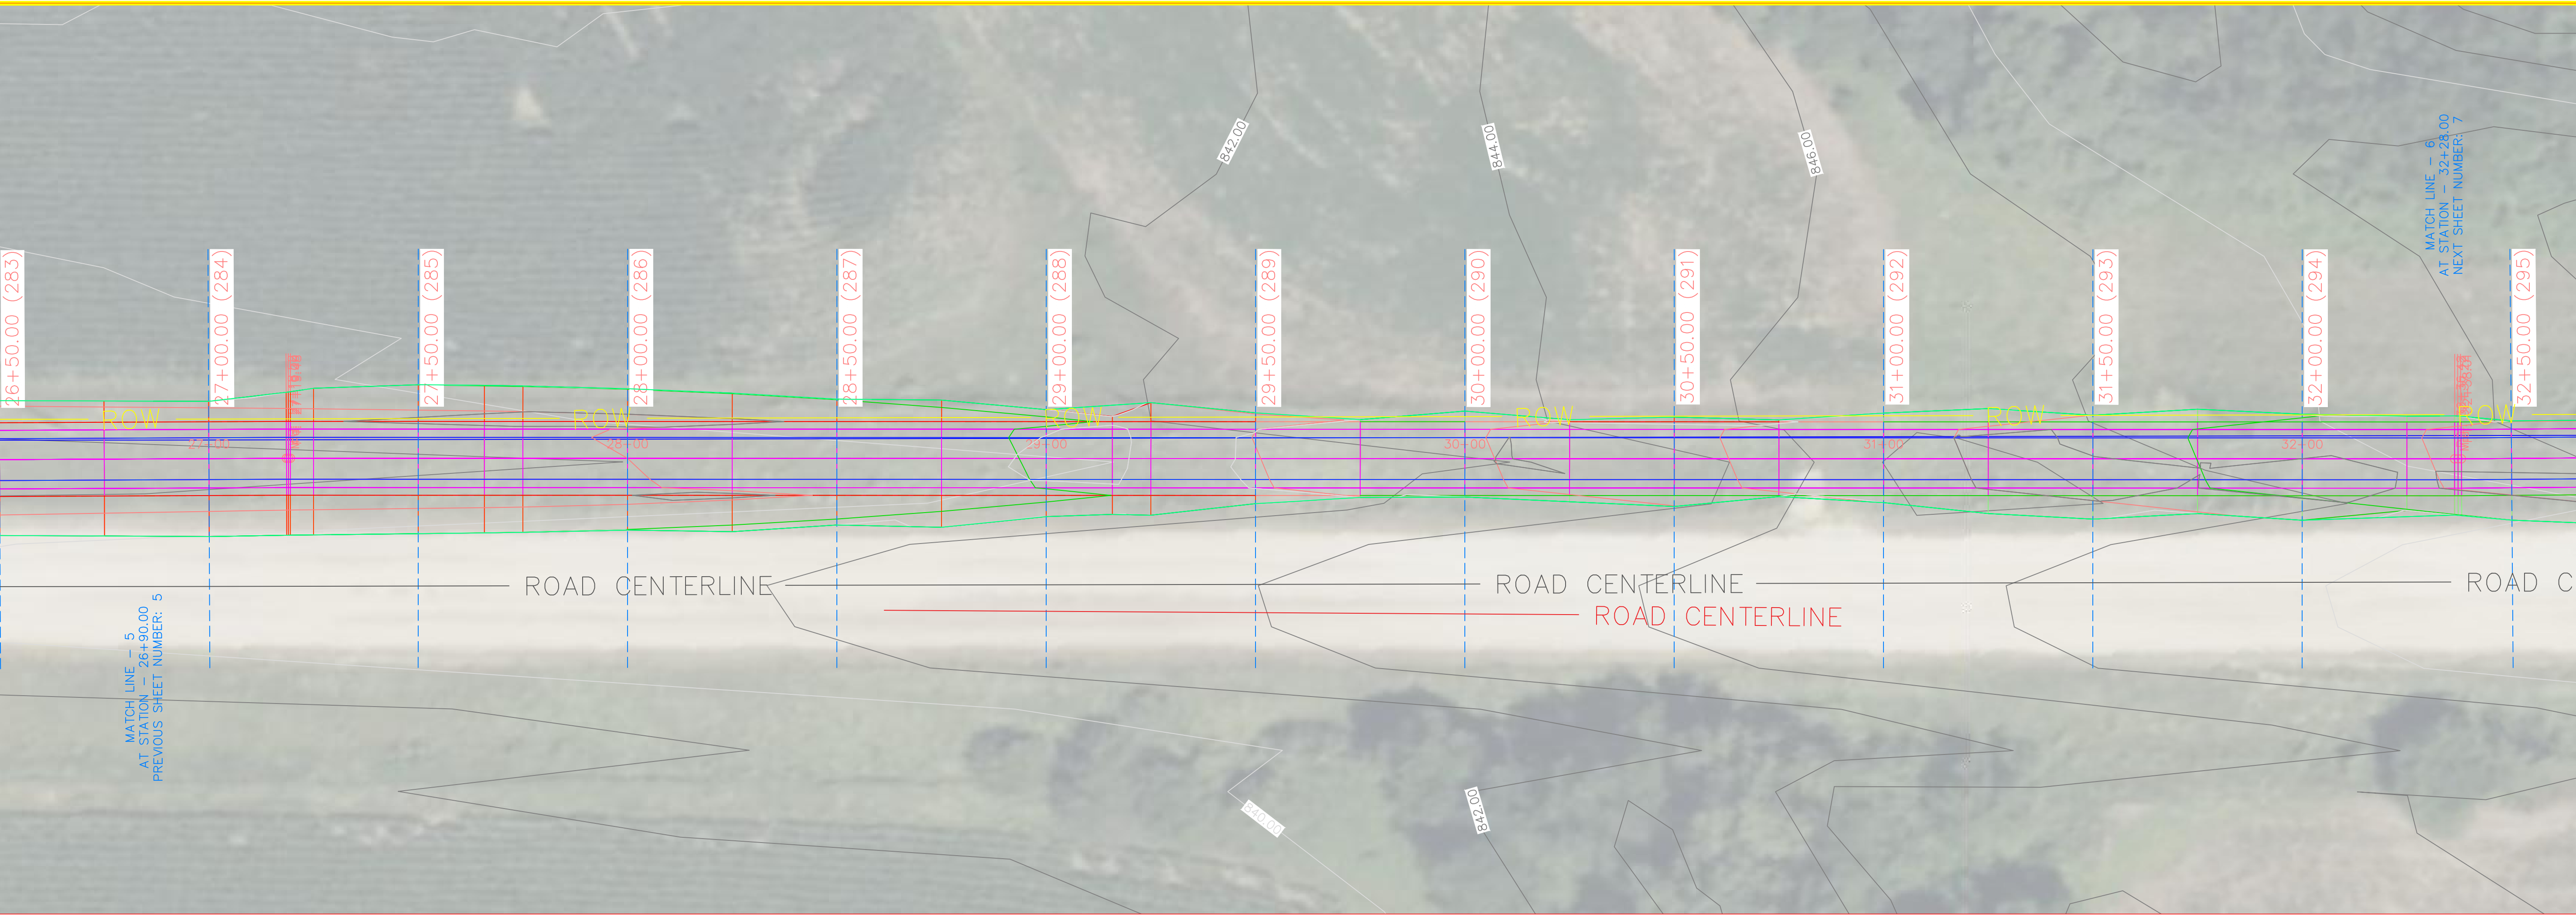 842.00
844.00
846.00
MATCH LINE - 6
AT STATION - 32+28.00
NEXT SHEET NUMBER: 7
26+50.00 (283)
27+00.00 (284)
27+50.00 (285)
28+00.00 (286)
28+50.00 (287)
29+00.00 (288)
29+50.00 (289)
30+00.00 (290)
30+50.00 (291)
31+00.00 (292)
31+50.00 (293)
32+00.00 (294)
32+50.00 (295)
ROW
ROW
ROW
ROW
ROW
ROW
28+00
30+00
31+00
32+00
ROAD CENTERLINE
ROAD CENTERLINE
ROAD C
ROAD CENTERLINE
MATCH LINE - 5
AT STATION - 26+90.00
PREVIOUS SHEET NUMBER: 5
840.00
842.00